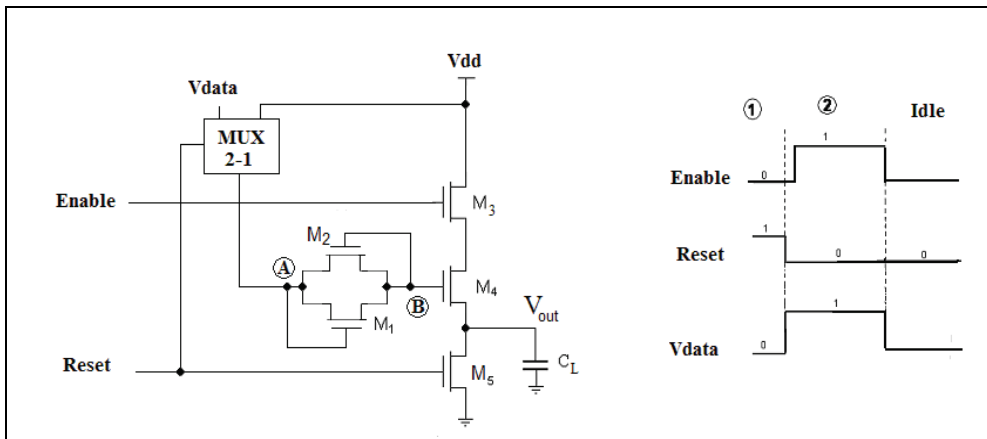 Vdd
Vdata
MUX
2-1
Enable
M3
M2
A
M4
B
Vout
M1
Reset
M5
CL
1
2
Idle
1
Enable
0
1
Reset
0
0
1
Vdata
0